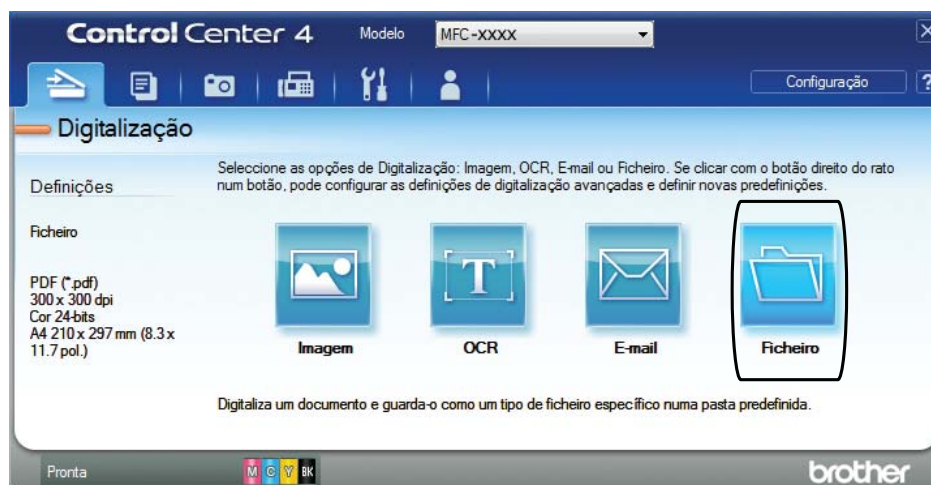 Control Center 4
Modelo
MFC-XXXX
Configuração
?
Digitalização
Definições
Ficheiro
PDF (*.pdf)
300 x 300 dpi
Cor 24-bits
A4 210 x 297 mm (8.3 x
11.7 pol.)
Seleccione as opções de Digitalização: Imagem, OCR, E-mail ou Ficheiro. Se clicar com o botão direito do rato
num botão, pode configurar as definições de digitalização avançadas e definir novas predefinições.
T
Imagem
OCR
E-mail
Ficheiro
Digitaliza um documento e guarda-o como um tipo de ficheiro específico numa pasta predefinida.
Pronta
M C Y BK
brother